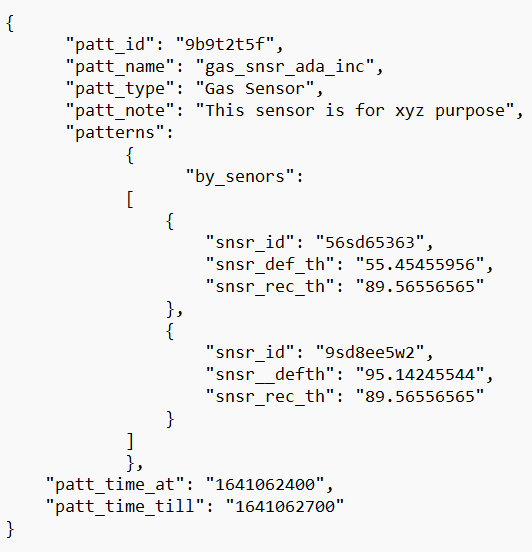 {
"patt_id": "9b9t2t5f",
"patt_name": "gas_snsr_ada_inc",
"patt_type": "Gas Sensor",
"patt_note": "This sensor is for xyz purpose",
"patterns":
{
"by_senors":
[
{
"snsr_id": "56sd65363",
"snsr_def_th": "55.45455956",
"snsr_rec_th": "89.56556565"
},
{
"snsr_id": "9sd8ee5w2",
"snsr__defth": "95.14245544",
"snsr_rec_th": "89.56556565"
}
]
},
"patt_time_at": "1641062400",
"patt_time_till": "1641062700"
}